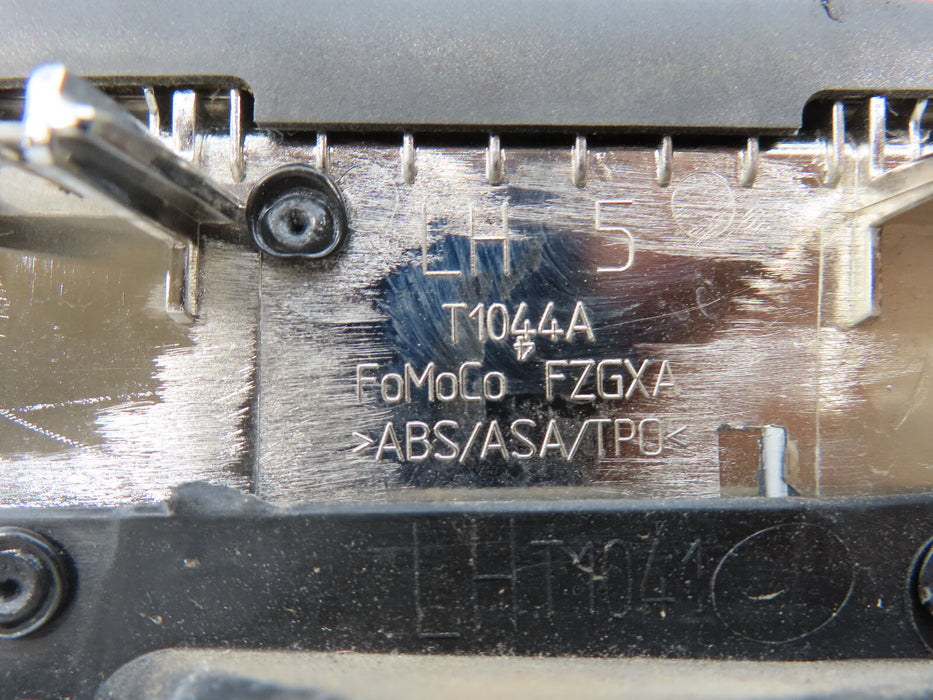 LH 5
T1044A
FoMoCo FZGXA
>ABS/ASA/TPO<
LH T1041